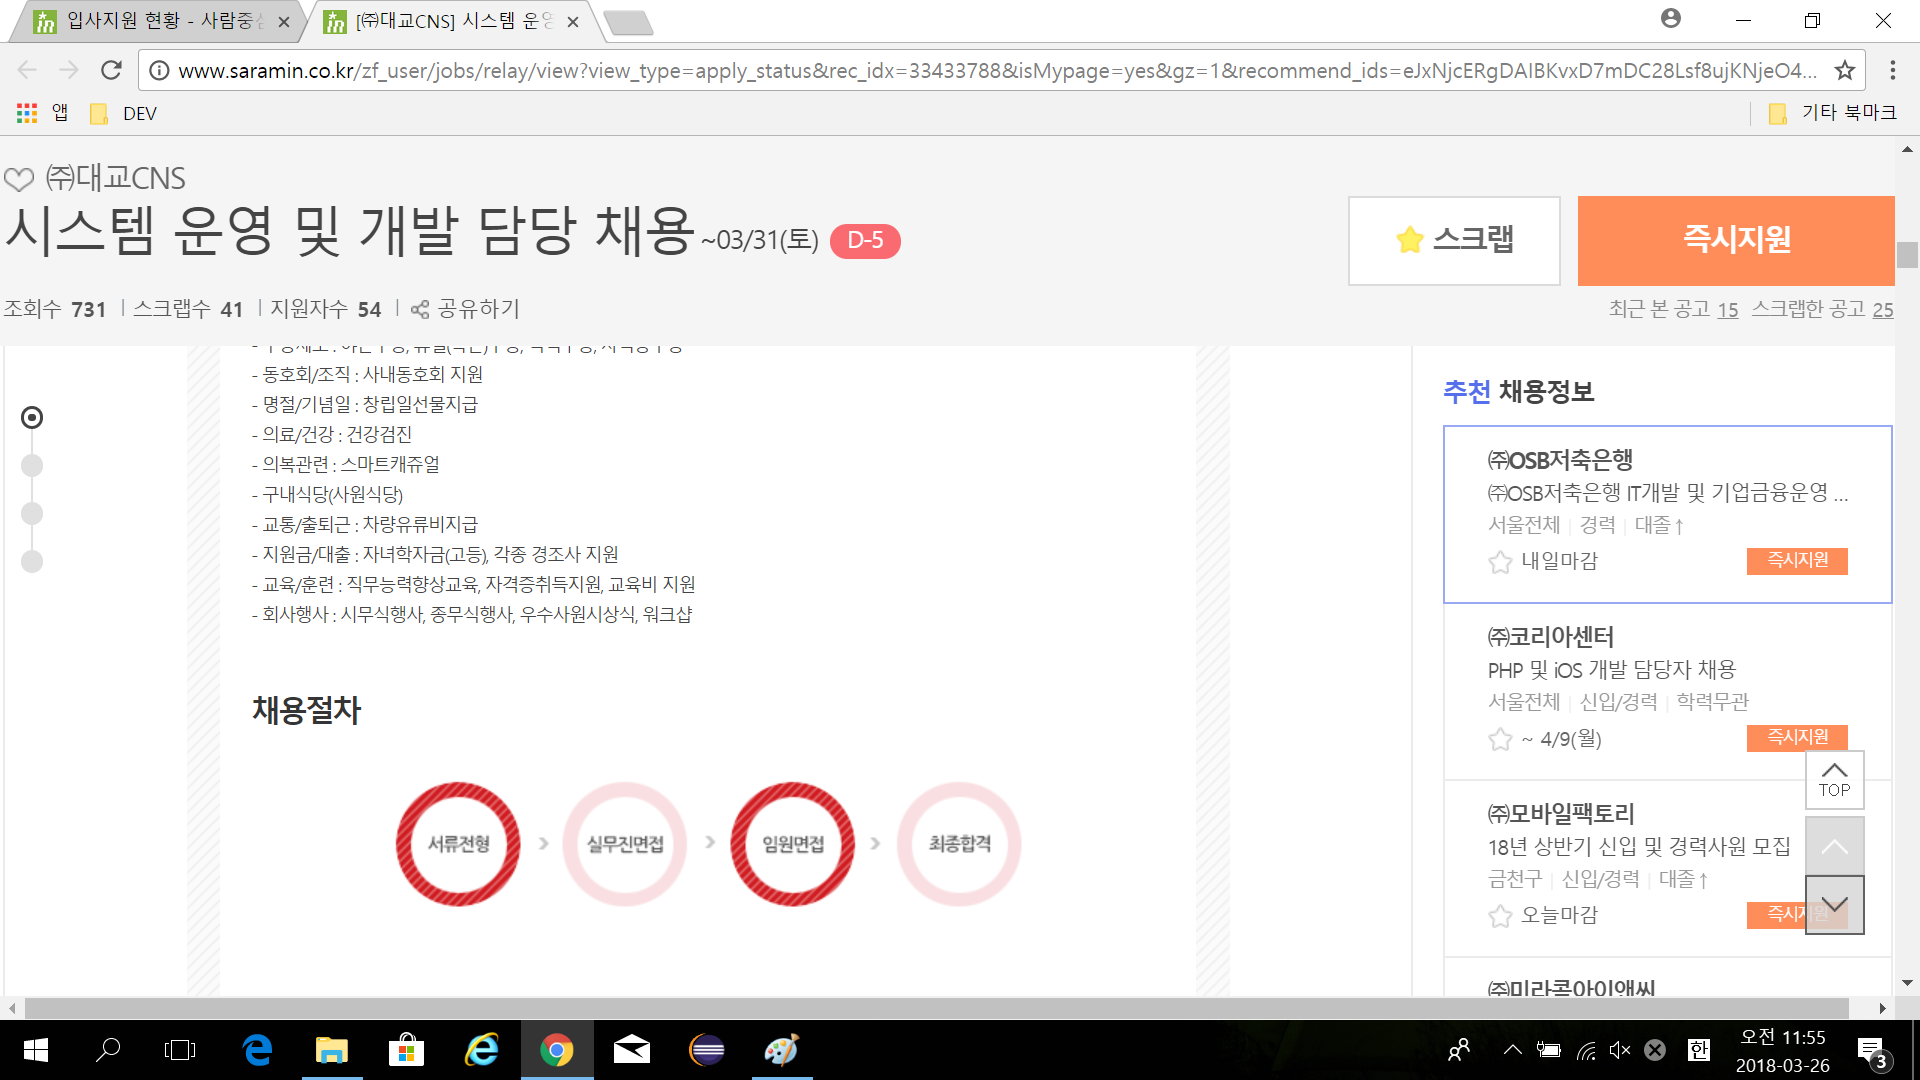 입사지원 현황 - 사람중심
[㈜대교CNS] 시스템 운영
www.saramin.co.kr/zf_user/jobs/relay/view?view_type=apply_status&rec_idx=33433788&isMypage=yes&gz=1&recommend_ids=eJxNjcERgDAIBKvxD7mDC28Lsf8ujKNjeO4...
앱
DEV
기타 북마크
㈜대교CNS
시스템 운영 및 개발 담당 채용 ~03/31(토) D-5
스크랩
즉시지원
조회수 731 스크랩수 41 지원자수 54 공유하기
최근 본 공고 15 스크랩한 공고 25
- 동호회/조직 : 사내동호회 지원
- 명절/기념일 : 창립일선물지급
- 의료/건강 : 건강검진
- 의복관련 : 스마트캐쥬얼
- 구내식당(사원식당)
- 교통/출퇴근 : 차량유류비지급
- 지원금/대출 : 자녀학자금(고등), 각종 경조사 지원
- 교육/훈련 : 직무능력향상교육, 자격증취득지원, 교육비 지원
- 회사행사 : 시무식행사, 종무식행사, 우수사원시상식, 워크샵
채용절차
서류전형 > 실무진면접 > 임원면접 > 최종합격
추천 채용정보
㈜OSB저축은행
㈜OSB저축은행 IT개발 및 기업금융운영 ...
서울전체 | 경력 | 대졸↑
내일마감
즉시지원
㈜코리아센터
PHP 및 iOS 개발 담당자 채용
서울전체 | 신입/경력 | 학력무관
~ 4/9(월)
즉시지원
㈜모바일팩토리
18년 상반기 신입 및 경력사원 모집
금천구 | 신입/경력 | 대졸↑
오늘마감
즉시지원
㈜미라콤아이앤씨
TOP
한
오전 11:55
2018-03-26
3